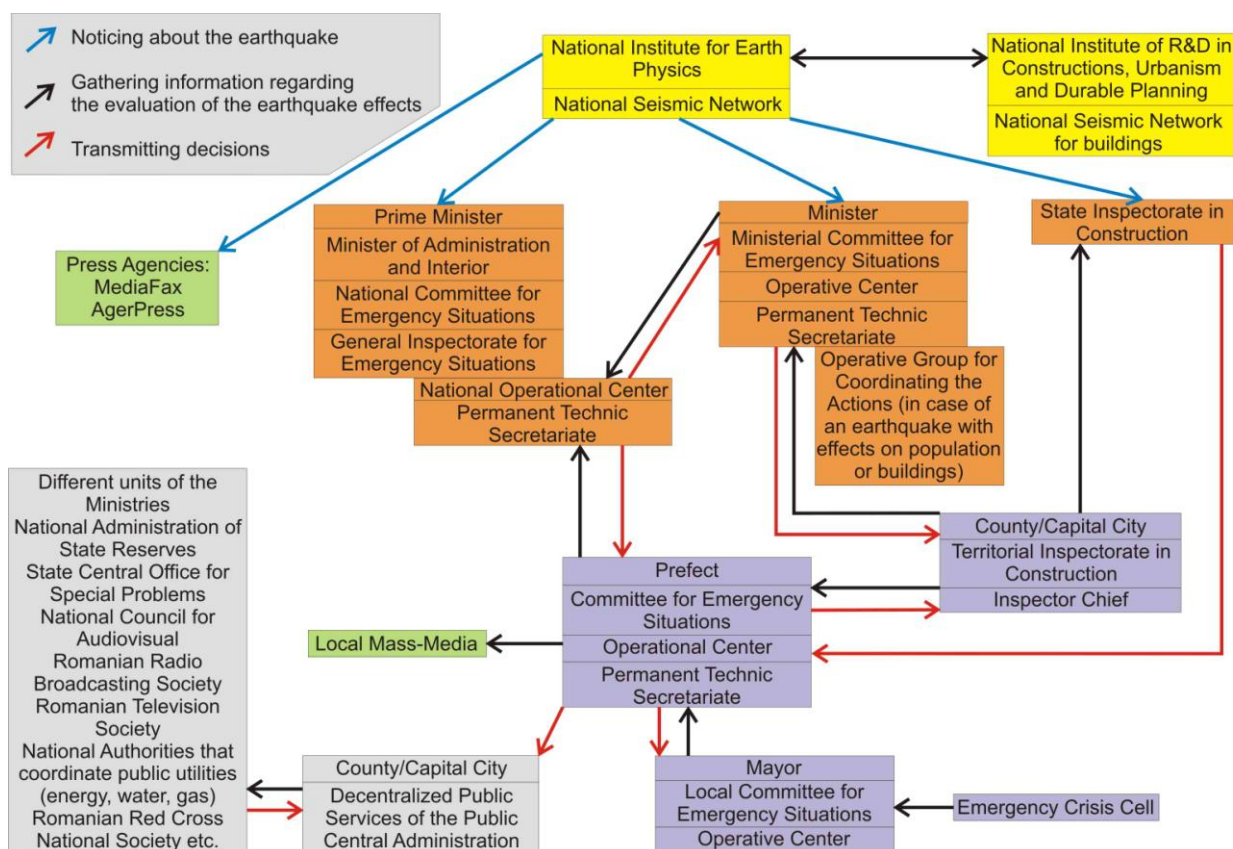 Noticing about the earthquake
Gathering information regarding
the evaluation of the earthquake effects
Transmitting decisions
National Institute for Earth
Physics
National Seismic Network
National Institute of R&D in
Constructions, Urbanism
and Durable Planning
National Seismic Network
for buildings
Press Agencies:
MediaFax
AgerPress
Prime Minister
Minister of Administration
and Interior
National Committee for
Emergency Situations
General Inspectorate for
Emergency Situations
National Operational Center
Permanent Technic
Secretariate
Minister
Ministerial Committee for
Emergency Situations
Operative Center
Permanent Technic
Secretariate
Operative Group for
Coordinating the
Actions (in case of
an earthquake with
effects on population
or buildings)
State Inspectorate in
Construction
Different units of the
Ministries
National Administration of
State Reserves
State Central Office for
Special Problems
National Council for
Audiovisual
Romanian Radio
Broadcasting Society
Romanian Television
Society
National Authorities that
coordinate public utilities
(energy, water, gas)
Romanian Red Cross
National Society etc.
Local Mass-Media
Prefect
Committee for Emergency
Situations
Operational Center
Permanent Technic
Secretariate
County/Capital City
Territorial Inspectorate in
Construction
Inspector Chief
County/Capital City
Decentralized Public
Services of the Public
Central Administration
Mayor
Local Committee for
Emergency Situations
Operative Center
Emergency Crisis Cell